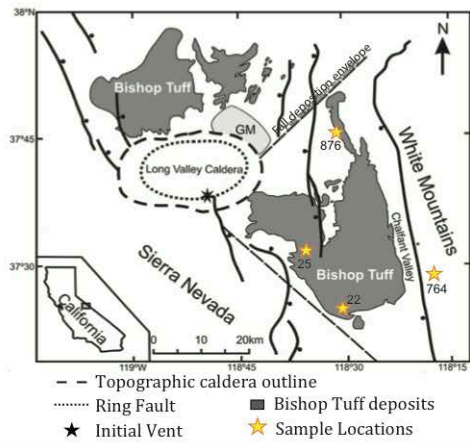 38°N
N
Bishop Tuff
Fall deposition envelope
GM
876
37°45
White Mountains
Long Valley Caldera
Chalfant Valley
37°30
25
Bishop Tuff
764
Sierra Nevada
22
California
0 10 20km
119°W 118°45 118°30 118°15
Topographic caldera outline
Ring Fault Bishop Tuff deposits
Initial Vent Sample Locations